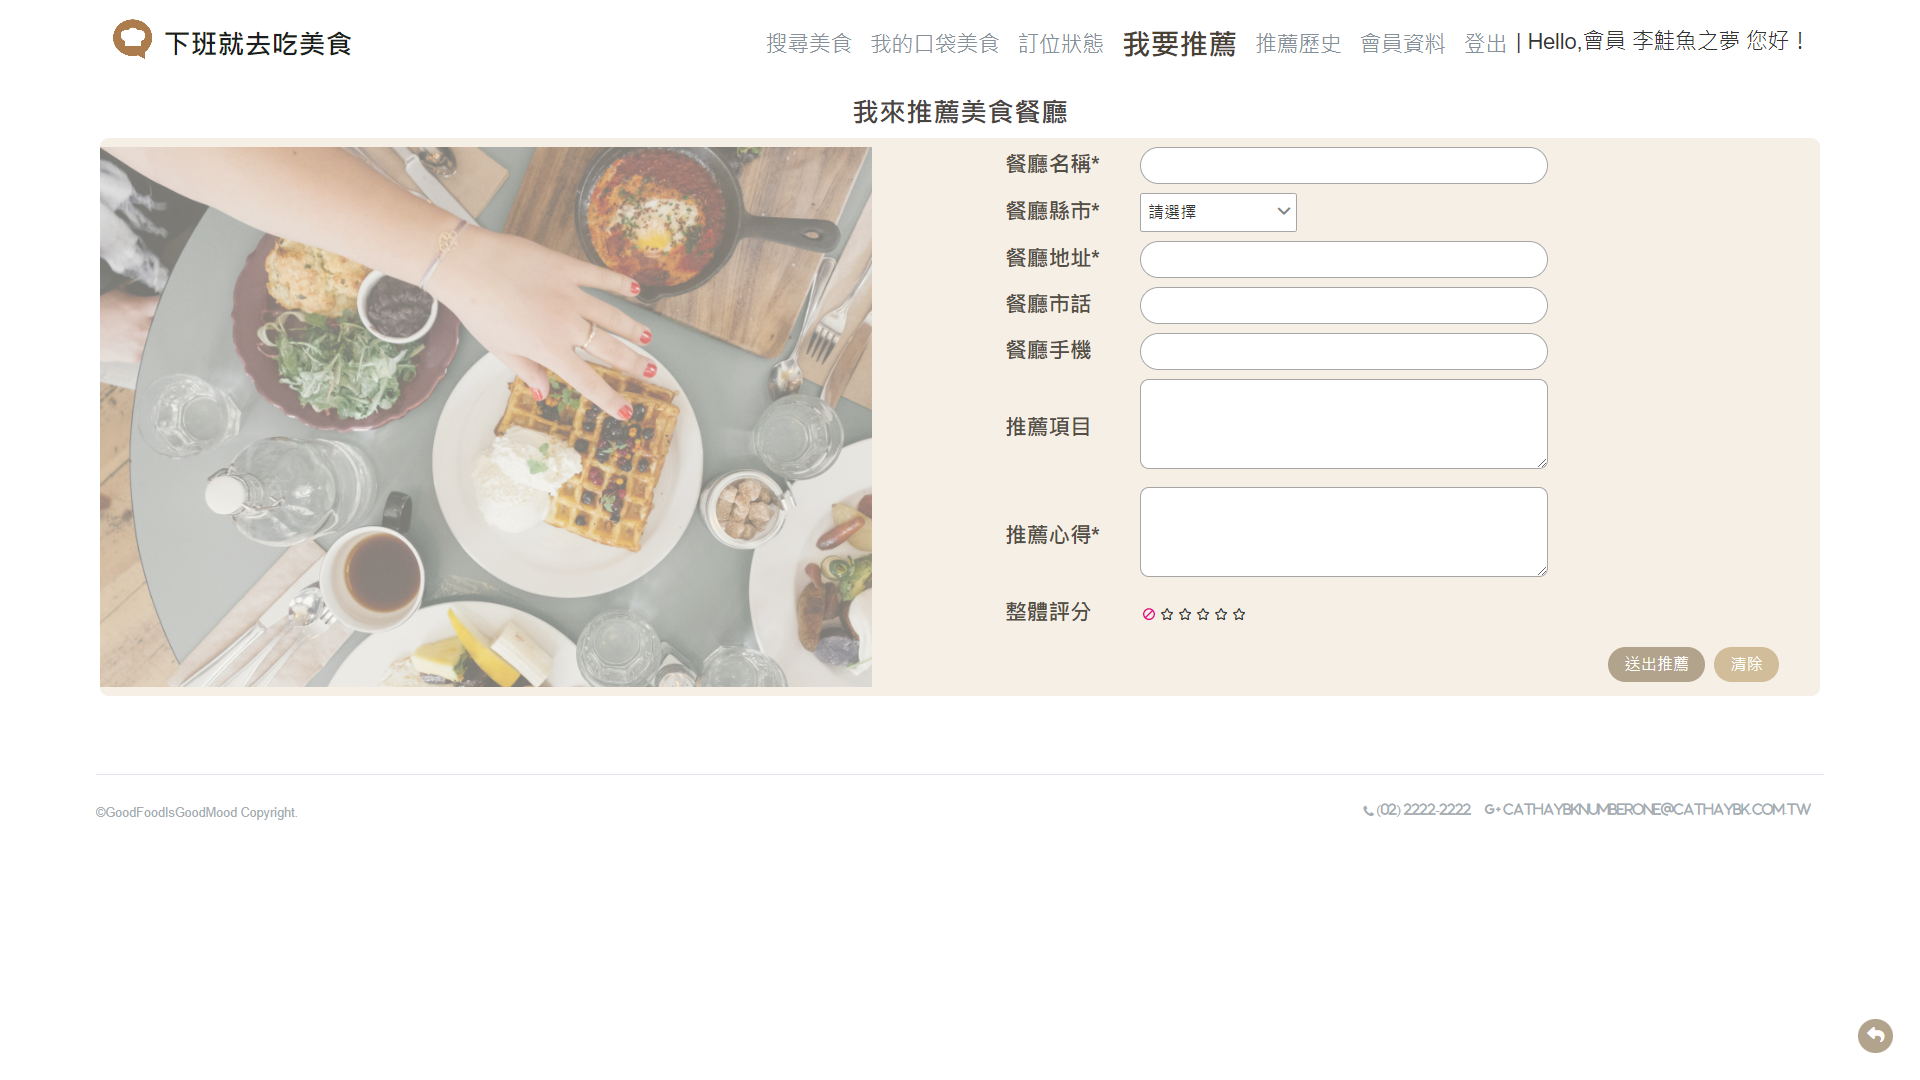 下班就去吃美食
搜尋美食 我的口袋美食 訂位狀態 我要推薦 推薦歷史 會員資料 登出 | Hello,會員 李鮭魚之夢 您好！
我來推薦美食餐廳
餐廳名稱*
餐廳縣市* 請選擇
餐廳地址*
餐廳市話
餐廳手機
推薦項目
推薦心得*
整體評分
送出推薦 清除
©GoodFoodIsGoodMood Copyright.
(02) 2222-2222 G+ CATHAYBKNUMBERONE@CATHAYBK.COM.TW